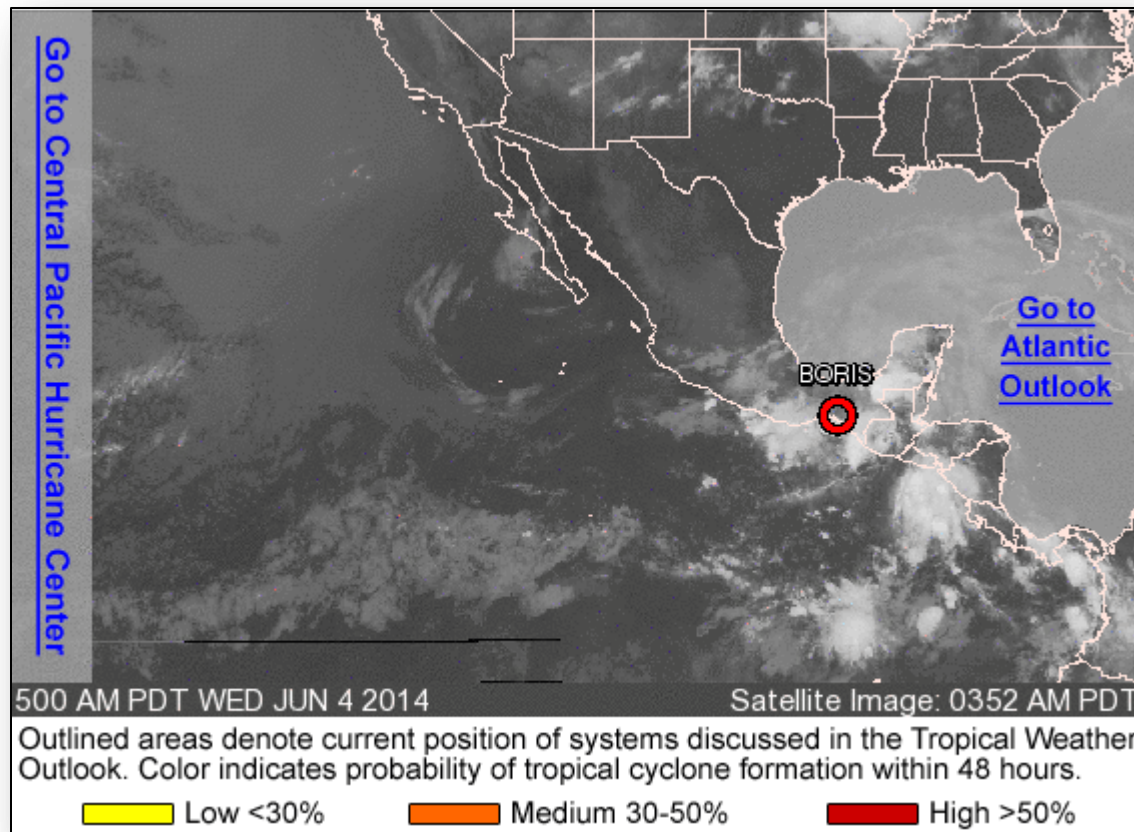 Go to Central Pacific Hurricane Center
Go to
Atlantic
Outlook
BORIS
500 AM PDT WED JUN 4 2014
Satellite Image: 0352 AM PDT
Outlined areas denote current position of systems discussed in the Tropical Weather
Outlook. Color indicates probability of tropical cyclone formation within 48 hours.
Low <30%
Medium 30-50%
High >50%